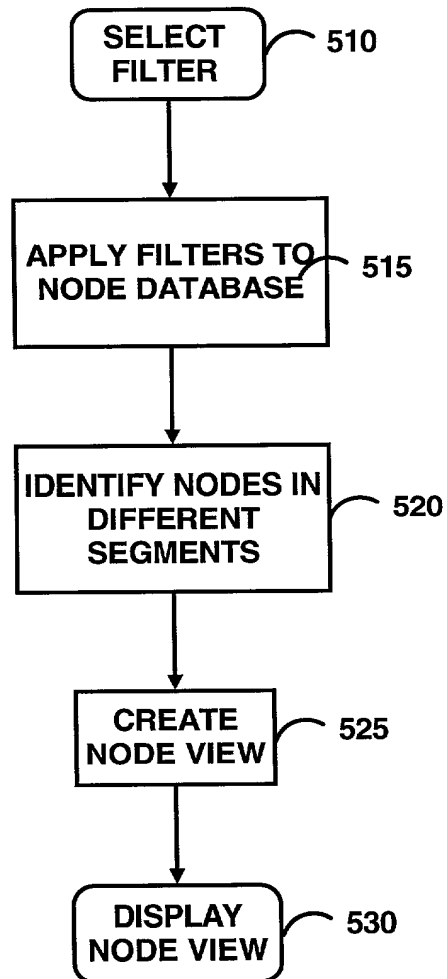 SELECT
FILTER
510
APPLY FILTERS TO
NODE DATABASE
515
IDENTIFY NODES IN
DIFFERENT
SEGMENTS
520
CREATE
NODE VIEW
525
DISPLAY
NODE VIEW
530